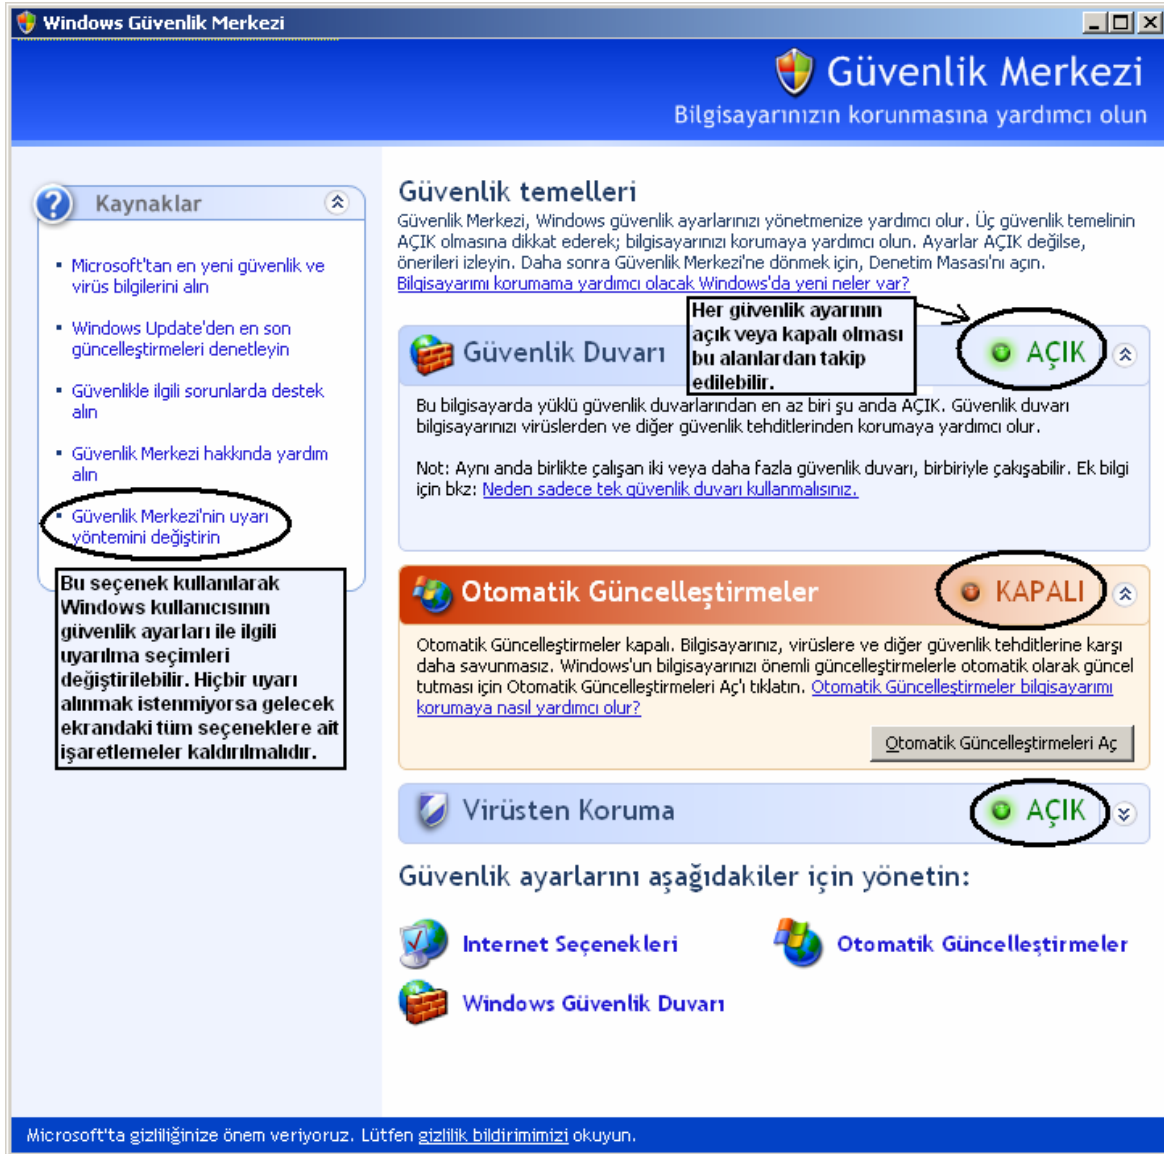 Windows Güvenlik Merkezi
Güvenlik Merkezi
Bilgisayarınızın korunmasına yardımcı olun
Kaynaklar
Microsoft'tan en yeni güvenlik ve
virüs bilgilerini alın
Windows Update'den en son
güncelleştirmeleri denetleyin
Güvenlikle ilgili sorunlarda destek
alın
Güvenlik Merkezi hakkında yardım
alın
Güvenlik Merkezi'nin uyarı
yöntemini değiştirin
Bu seçenek kullanılarak
Windows kullanıcısının
güvenlik ayarları ile ilgili
uyarılma seçimleri
değiştirilebilir. Hiçbir uyarı
alınmak istenmiyorsa gelecek
ekrandaki tüm seçeneklere ait
işaretlemeler kaldırılmalıdır.
Güvenlik temelleri
Güvenlik Merkezi, Windows güvenlik ayarlarınızı yönetmenize yardımcı olur. Üç güvenlik temelinin
AÇIK olmasına dikkat ederek; bilgisayarınızı korumaya yardımcı olun. Ayarlar AÇIK değilse,
önerileri izleyin. Daha sonra Güvenlik Merkezi'ne dönmek için, Denetim Masası'nı açın.
Bilgisayarımı korumama yardımcı olacak Windows'da yeni neler var?
Her güvenlik ayarının
açık veya kapalı olması
bu alanlardan takip
edilebilir.
Güvenlik Duvarı
AÇIK
Bu bilgisayarda yüklü güvenlik duvarlarından en az biri şu anda AÇIK. Güvenlik duvarı
bilgisayarınızı virüslerden ve diğer güvenlik tehditlerinden korumaya yardımcı olur.
Not: Aynı anda birlikte çalışan iki veya daha fazla güvenlik duvarı, birbiriyle çakışabilir. Ek bilgi
için bkz: Neden sadece tek güvenlik duvarı kullanmalısınız.
Otomatik Güncelleştirmeler
KAPALI
Otomatik Güncelleştirmeler kapalı. Bilgisayarınız, virüslere ve diğer güvenlik tehditlerine karşı
daha savunmasız. Windows'un bilgisayarınızı önemli güncelleştirmelerle otomatik olarak güncel
tutması için Otomatik Güncelleştirmeleri Aç'ı tıklatın. Otomatik Güncelleştirmeler bilgisayarımı
korumaya nasıl yardımcı olur?
Otomatik Güncelleştirmeleri Aç
Virüsten Koruma
AÇIK
Güvenlik ayarlarını aşağıdakiler için yönetin:
Internet Seçenekleri
Otomatik Güncelleştirmeler
Windows Güvenlik Duvarı
Microsoft'ta gizliliğinize önem veriyoruz. Lütfen gizlilik bildirimimizi okuyun.